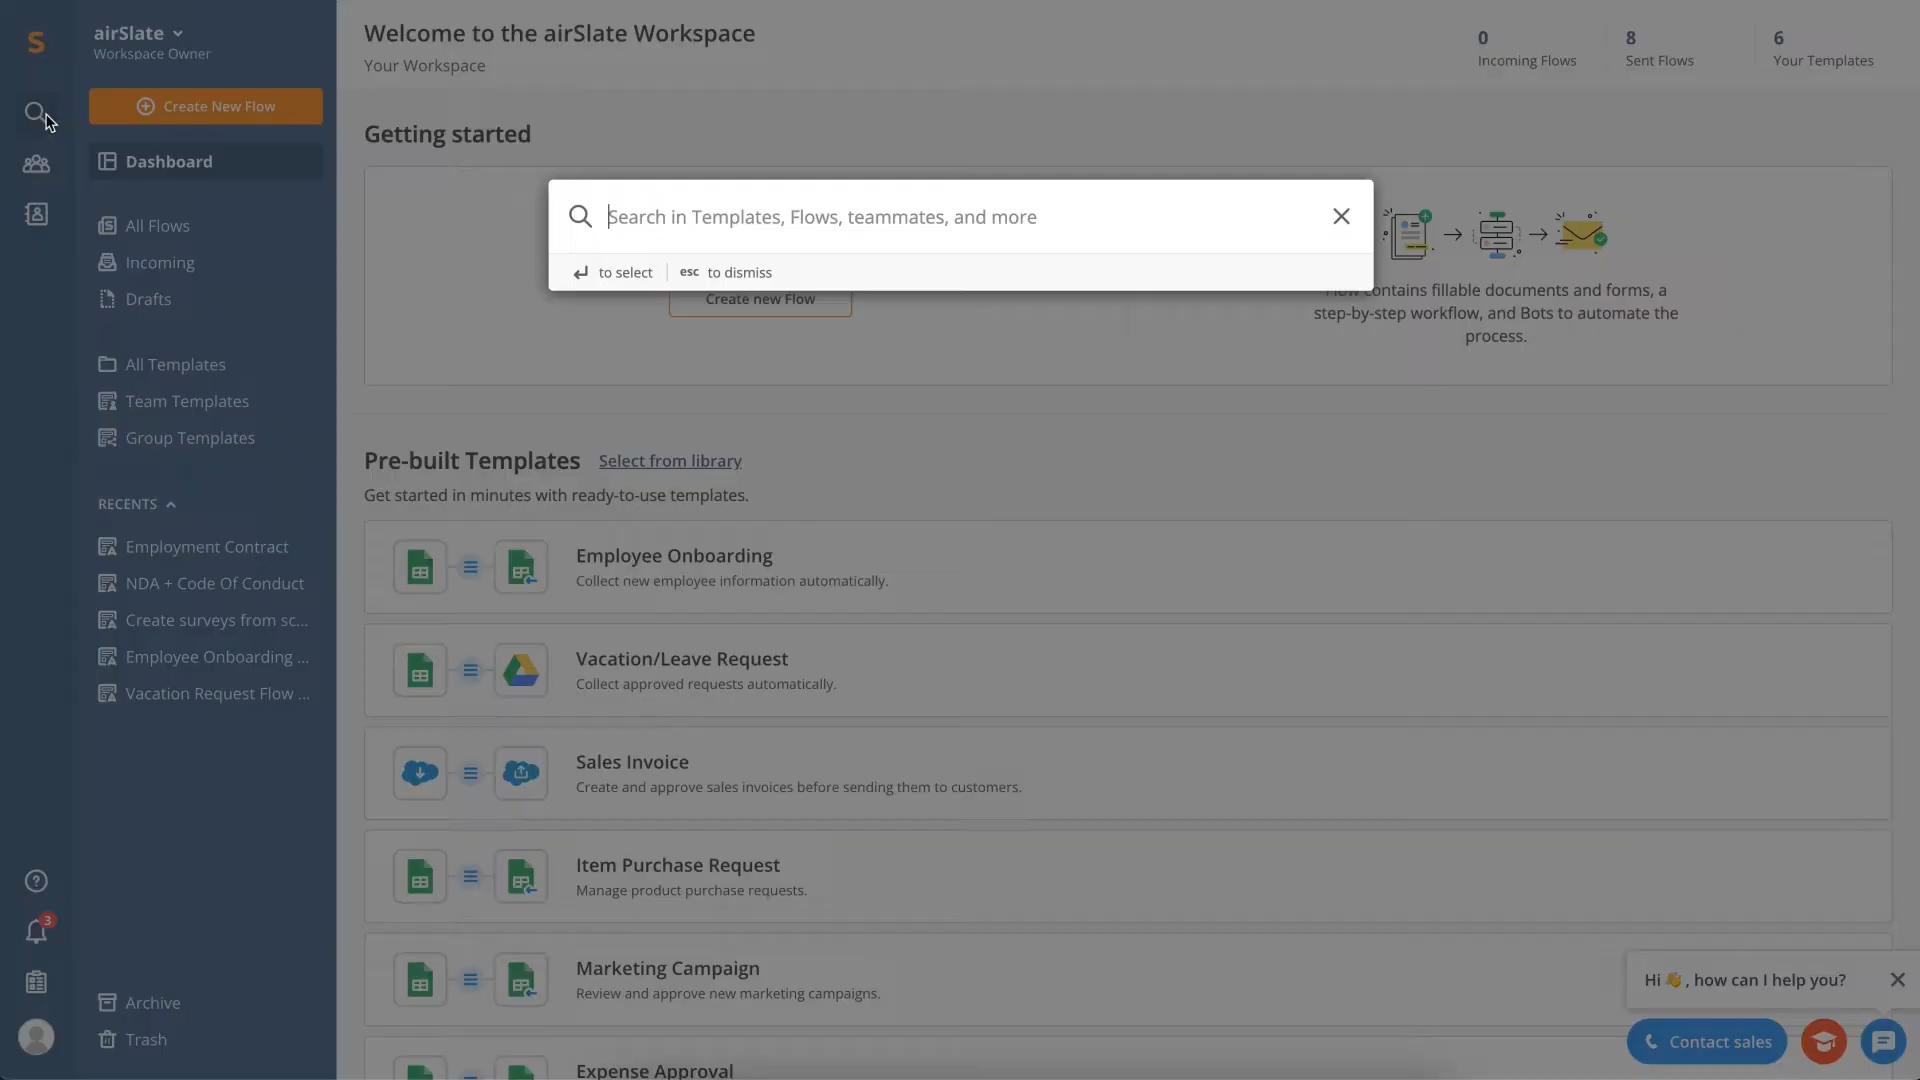 airSlate
Workspace Owner
Create New Flow
Dashboard
All Flows
Incoming
Drafts
All Templates
Team Templates
Group Templates
RECENTS
Employment Contract
NDA + Code Of Conduct
Create surveys from sc...
Employee Onboarding ...
Vacation Request Flow ...
3
Archive
Trash
Welcome to the airSlate Workspace
Your Workspace
0
Incoming Flows
8
Sent Flows
6
Your Templates
Getting started
Search in Templates, Flows, teammates, and more
to select
esc to dismiss
Create new Flow
Flow contains fillable documents and forms, a
step-by-step workflow, and Bots to automate the
process.
Pre-built Templates Select from library
Get started in minutes with ready-to-use templates.
Employee Onboarding
Collect new employee information automatically.
Vacation/Leave Request
Collect approved requests automatically.
Sales Invoice
Create and approve sales invoices before sending them to customers.
Item Purchase Request
Manage product purchase requests.
Marketing Campaign
Review and approve new marketing campaigns.
Expense Approval
Hi 👋 , how can I help you?
Contact sales